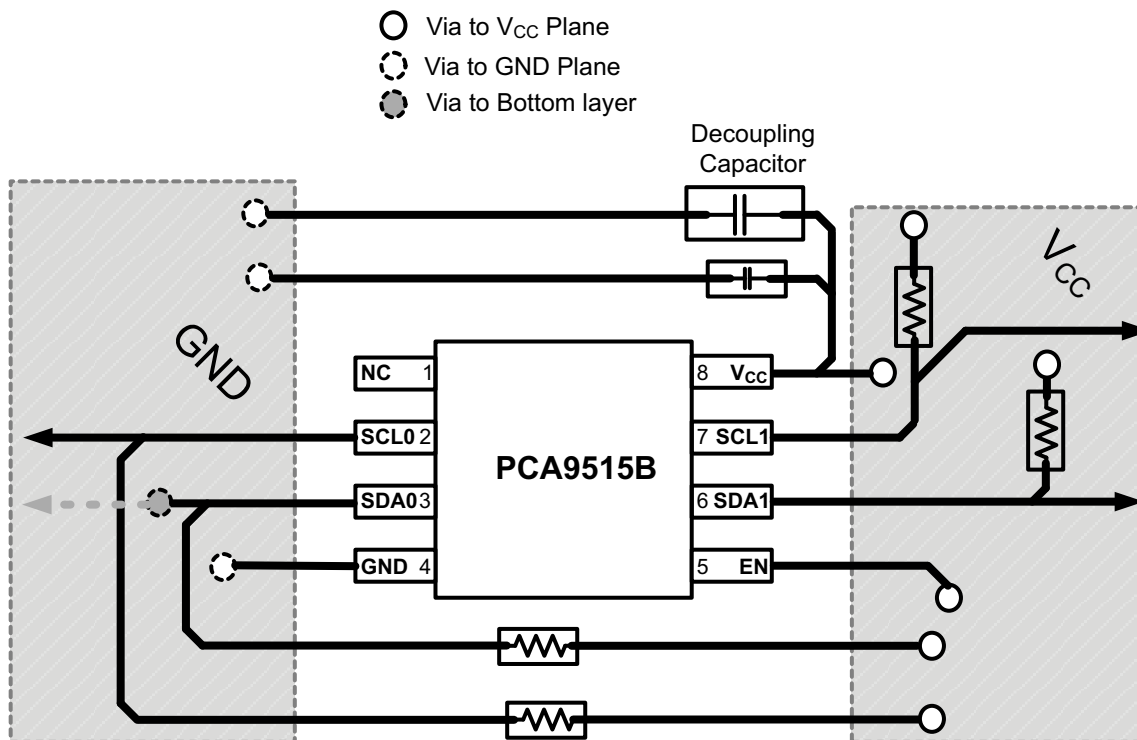 Via to VCC Plane
Via to GND Plane
Via to Bottom layer
Decoupling
Capacitor
GND
VCC
NC 1
SCL0 2
SDA0 3
GND 4
PCA9515B
8 VCC
7 SCL1
6 SDA1
5 EN